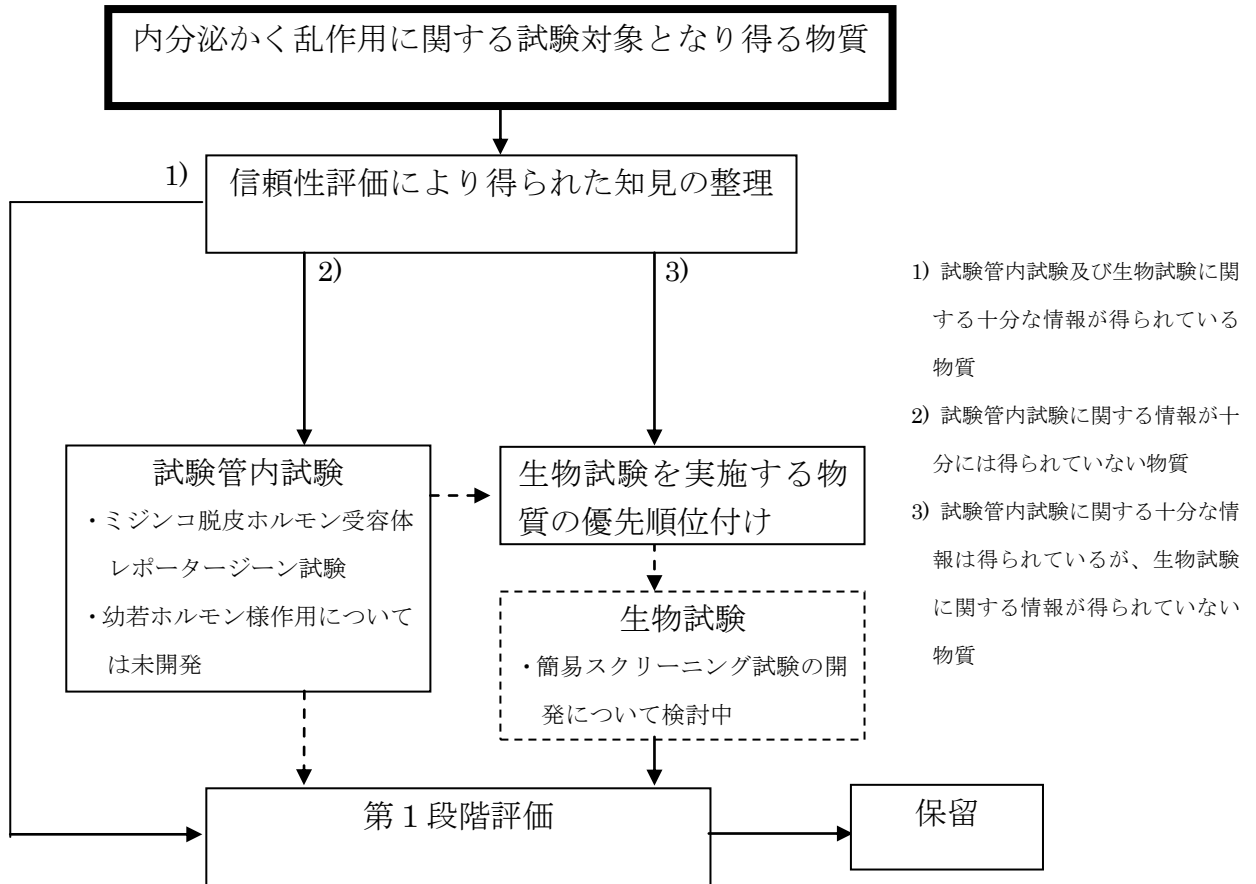 内分泌かく乱作用に関する試験対象となり得る物質
1)
信頼性評価により得られた知見の整理
2)
3)
試験管内試験
・ミジンコ脱皮ホルモン受容体
レポータージーン試験
・幼若ホルモン様作用について
は未開発
生物試験を実施する物
質の優先順位付け
生物試験
・簡易スクリーニング試験の開
発について検討中
第１段階評価
保留
1) 試験管内試験及び生物試験に関
する十分な情報が得られている
物質
2) 試験管内試験に関する情報が十
分には得られていない物質
3) 試験管内試験に関する十分な情
報は得られているが、生物試験
に関する情報が得られていない
物質